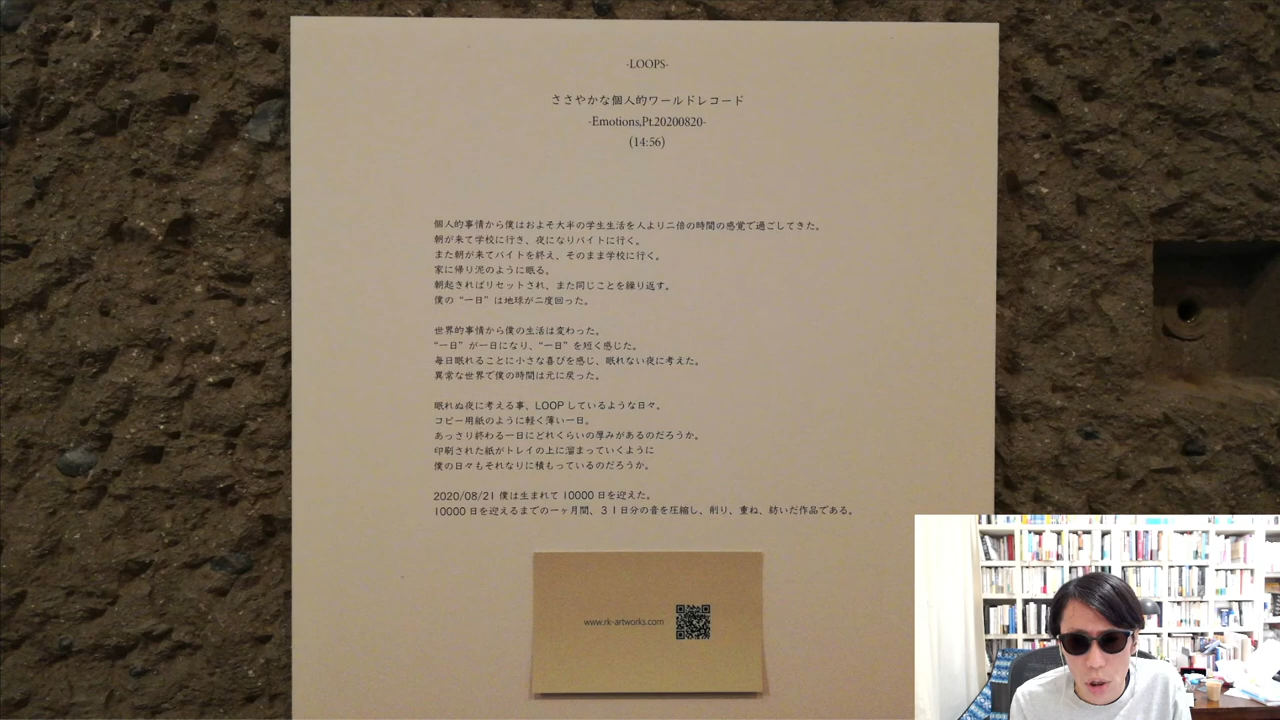 -LOOPS-
ささやかな個人的ワールドレコード
-Emotions,Pt.20200820-
(14:56)
個人的事情から僕はおよそ大半の学生生活を人より二倍の時間の感覚で過ごしてきた。
朝が来て学校に行き、夜になりバイトに行く。
また朝が来てバイトを終え、そのまま学校に行く。
家に帰り泥のように眠る。
朝起きればリセットされ、また同じことを繰り返す。
僕の“一日”は地球が二度回った。
世界的事情から僕の生活は変わった。
“一日”が一日になり、“一日”を短く感じた。
毎日眠れることに小さな喜びを感じ、眠れない夜に考えた。
異常な世界で僕の時間は元に戻った。
眠れぬ夜に考える事、LOOPしているような日々。
コピー用紙のように軽く薄い一日。
あっさり終わる一日にどれくらいの厚みがあるのだろうか。
印刷された紙がトレイの上に溜まっていくように
僕の日々もそれなりに積もっているのだろうか。
2020/08/21 僕は生まれて 10000 日を迎えた。
10000 日を迎えるまでの一ヶ月間、31日分の音を圧縮し、削り、重ね、紡いだ作品である。
www.rk-artworks.com